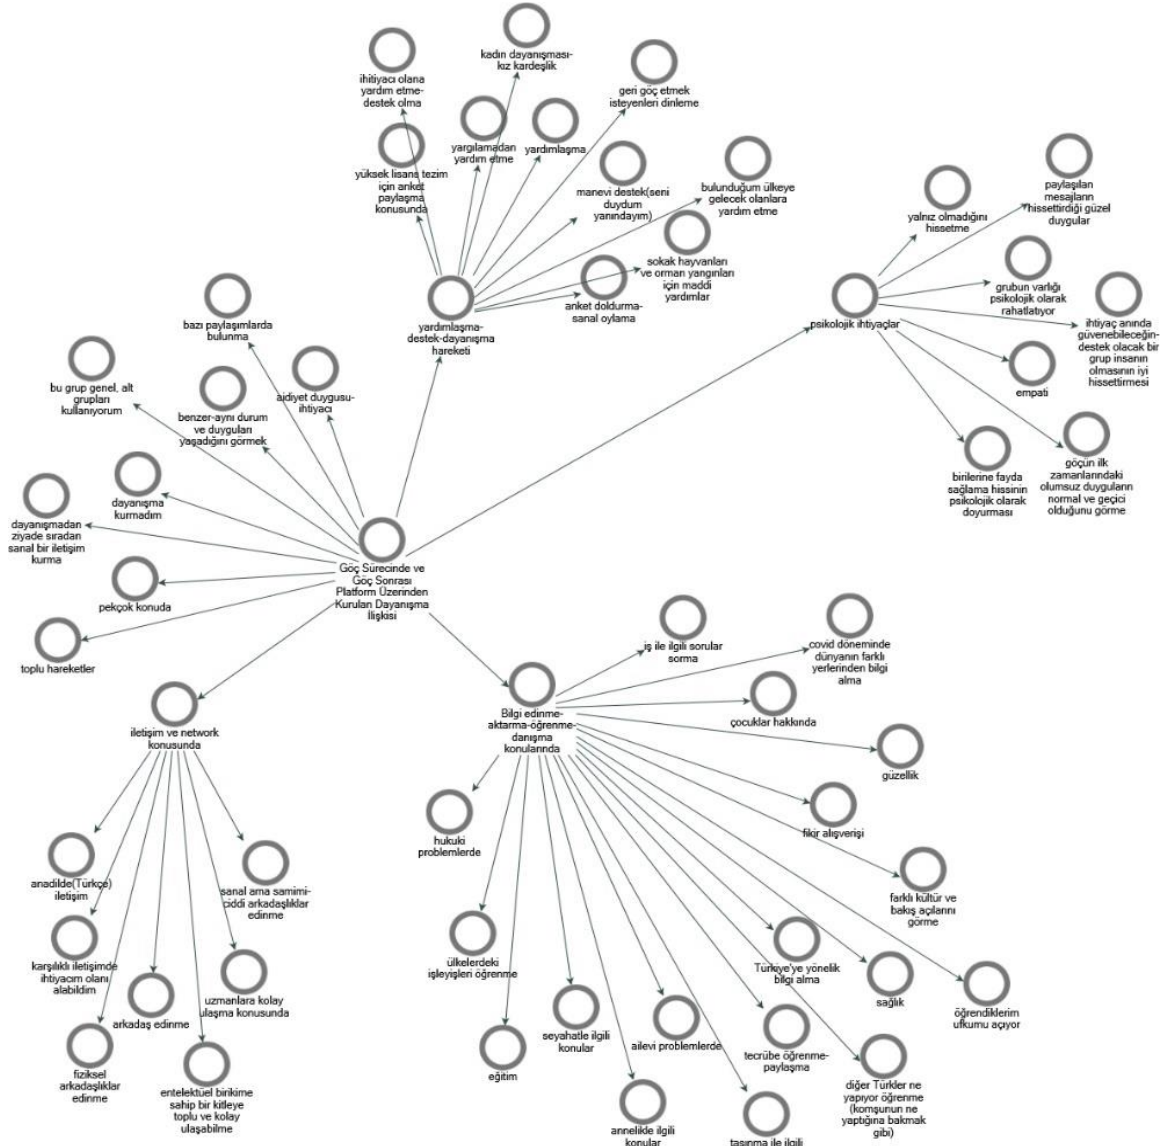 kadın dayanışması-
kız kardeşlik
ihitiyacı olana
yardım etme-
destek olma
geri göç etmek
isteyenleri dinleme
yargılamadan
yardım etme
yardımlaşma
yüksek lisans tezim
için anket
paylaşma
konusunda
manevi destek(seni
duydum
yanındayım)
bulunduğum ülkeye
gelecek olanlara
yardım etme
sokak hayvanları
ve orman yangınları
için maddi
yardımlar
anket doldurma-
sanal oylama
yardımlaşma-
destek-dayanışma
hareketi
paylaşılan
mesajların
hissettirdiği güzel
duygular
yalnız olmadığını
hissetme
grubun varlığı
psikolojik olarak
rahatlatıyor
psikolojik ihtiyaçlar
ihtiyaç anında
güvenebileceğin-
destek olacak bir
grup insanın
olmasının iyi
hissettirmesi
empati
birilerine fayda
sağlama hissinin
psikolojik olarak
doyurması
göçün ilk
zamanlarındaki
olumsuz duyguların
normal ve geçici
olduğunu görme
bazı paylaşımlarda
bulunma
bu grup genel, alt
grupları
kullanıyorum
aidiyet duygusu-
ihtiyacı
benzer-aynı durum
ve duyguları
yaşadığını görmek
dayanışma
kurmadım
dayanışmadan
ziyade sıradan
sanal bir iletişim
kurma
pekçok konuda
toplu hareketler
Göç Sürecinde ve
Göç Sonrası
Platform Üzerinden
Kurulan Dayanışma
İlişkisi
iletişim ve network
konusunda
anadilde(Türkçe)
iletişim
sanal ama samimi-
ciddi arkadaşlıklar
edinme
karşılıklı iletişimde
ihtiyacım olanı
alabildim
arkadaş edinme
uzmanlara kolay
ulaşma konusunda
fiziksel
arkadaşlıklar
edinme
entelektüel birikime
sahip bir kitleye
toplu ve kolay
ulaşabilme
Bilgi edinme-
aktarma-öğrenme-
danışma
konularında
iş ile ilgili sorular
sorma
covid döneminde
dünyanın farklı
yerlerinden bilgi
alma
çocuklar hakkında
güzellik
fikir alışverişi
hukuki
problemlerde
farklı kültür ve
bakış açılarını
görme
ülkelerdeki
işleyişleri öğrenme
Türkiye'ye yönelik
bilgi alma
sağlık
öğrendiklerim
ufkumu açıyor
seyahatle ilgili
konular
ailevi problemlerde
tecrübe öğrenme-
paylaşma
eğitim
diğer Türkler ne
yapıyor öğrenme
(komşunun ne
yaptığına bakmak
gibi)
annelikle ilgili
konular
taşınma ile ilgili